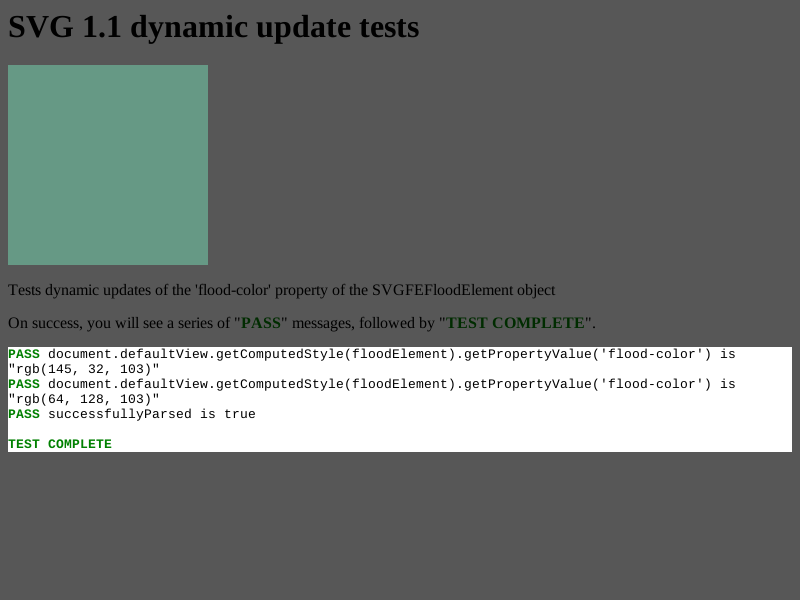 SVG 1.1 dynamic update tests
Tests dynamic updates of the 'flood-color' property of the SVGFEFloodElement object
On success, you will see a series of "PASS" messages, followed by "TEST COMPLETE".
PASS document.defaultView.getComputedStyle(floodElement).getPropertyValue('flood-color') is
"rgb(145, 32, 103)"
PASS document.defaultView.getComputedStyle(floodElement).getPropertyValue('flood-color') is
"rgb(64, 128, 103)"
PASS successfullyParsed is true
TEST COMPLETE